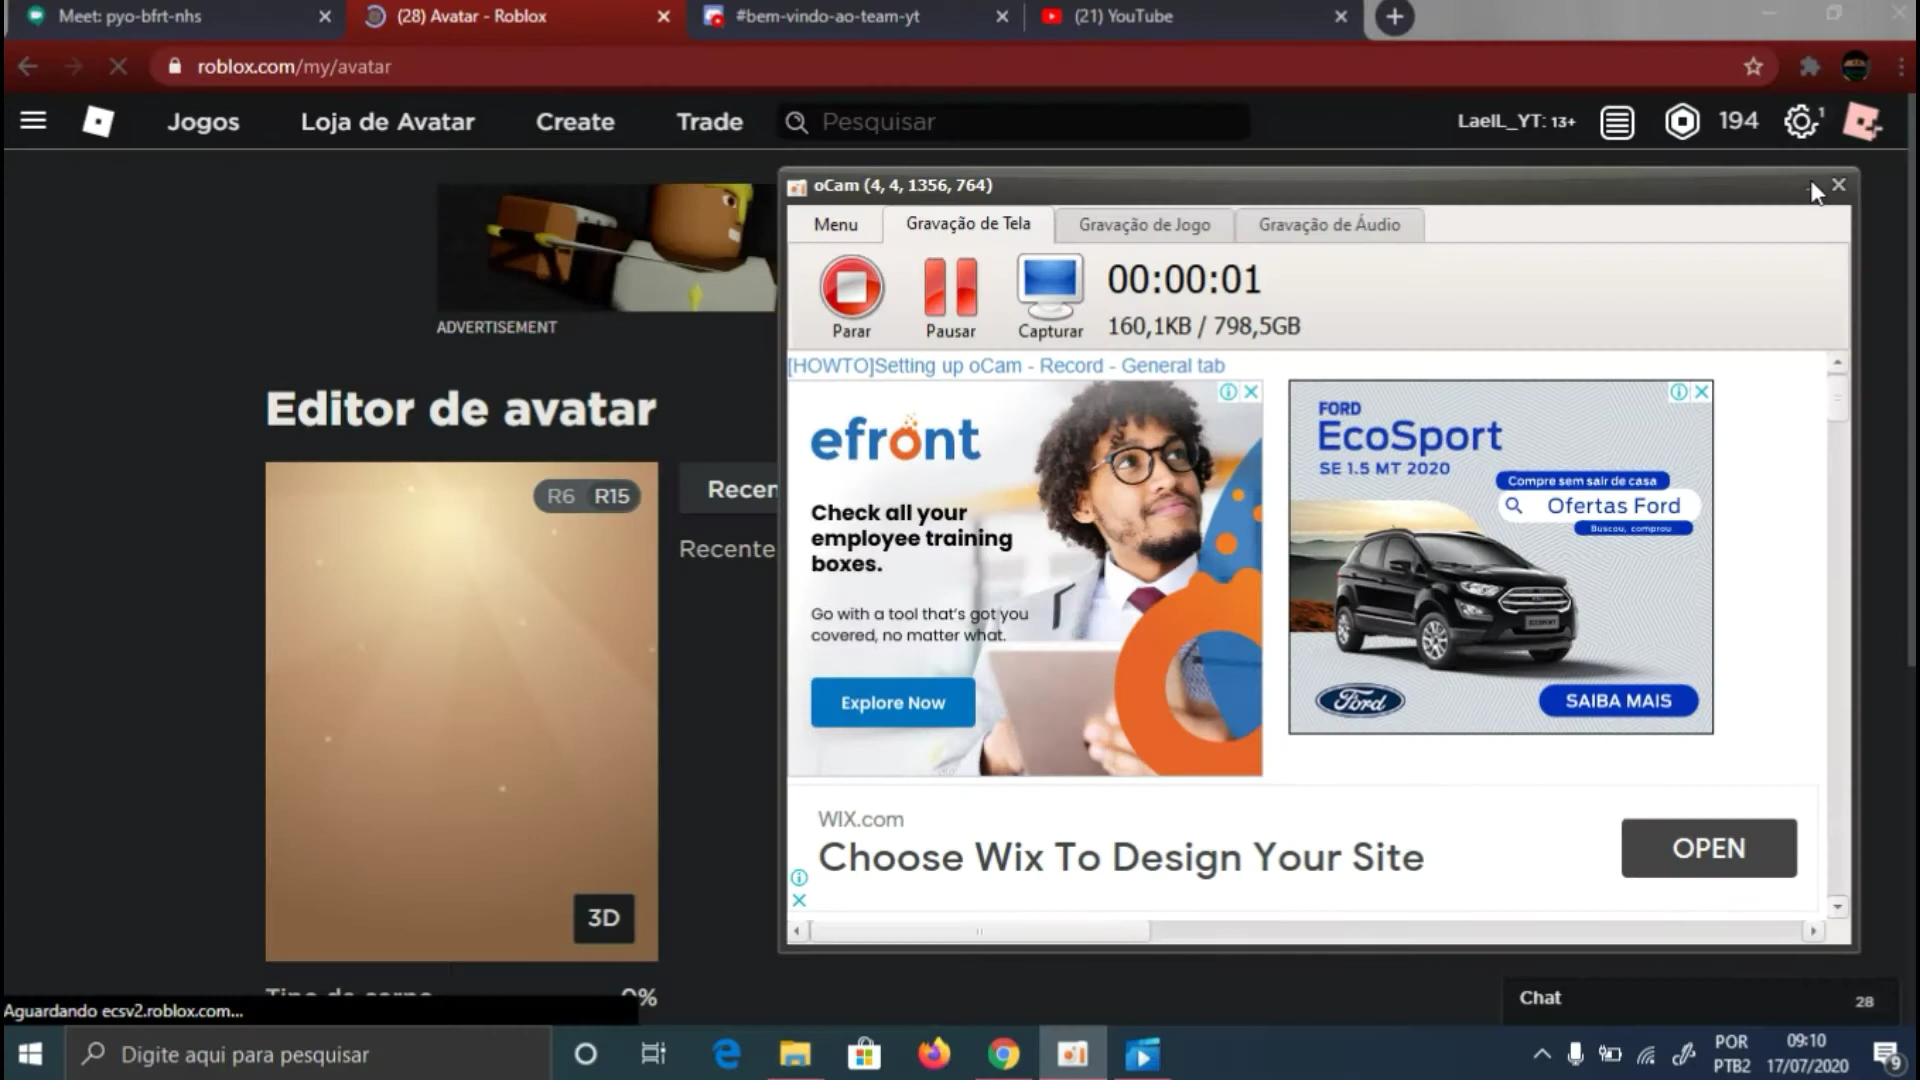 Meet: pyo-bfrt-nhs
(28) Avatar - Roblox
#bem-vindo-ao-team-yt
(21) YouTube
roblox.com/my/avatar
Jogos
Loja de Avatar
Create
Trade
Pesquisar
LaelL_YT: 13+
194
1
oCam (4, 4, 1356, 764)
Menu
Gravação de Tela
Gravação de Jogo
Gravação de Áudio
Parar
Pausar
Capturar
00:00:01
160,1KB / 798,5GB
[HOWTO]Setting up oCam - Record - General tab
ADVERTISEMENT
Editor de avatar
R6 R15
Recen
Recente
3D
efront
Check all your
employee training
boxes.
Go with a tool that's got you
covered, no matter what.
Explore Now
FORD
EcoSport
SE 1.5 MT 2020
Compre sem sair de casa
Ofertas Ford
Buscou, comprou
ECOSPORT
Ford
SAIBA MAIS
WIX.com
Choose Wix To Design Your Site
OPEN
Tipo de corpo
0%
Aguardando ecsv2.roblox.com...
Chat
28
Digite aqui para pesquisar
POR
PTB2
09:10
17/07/2020
9